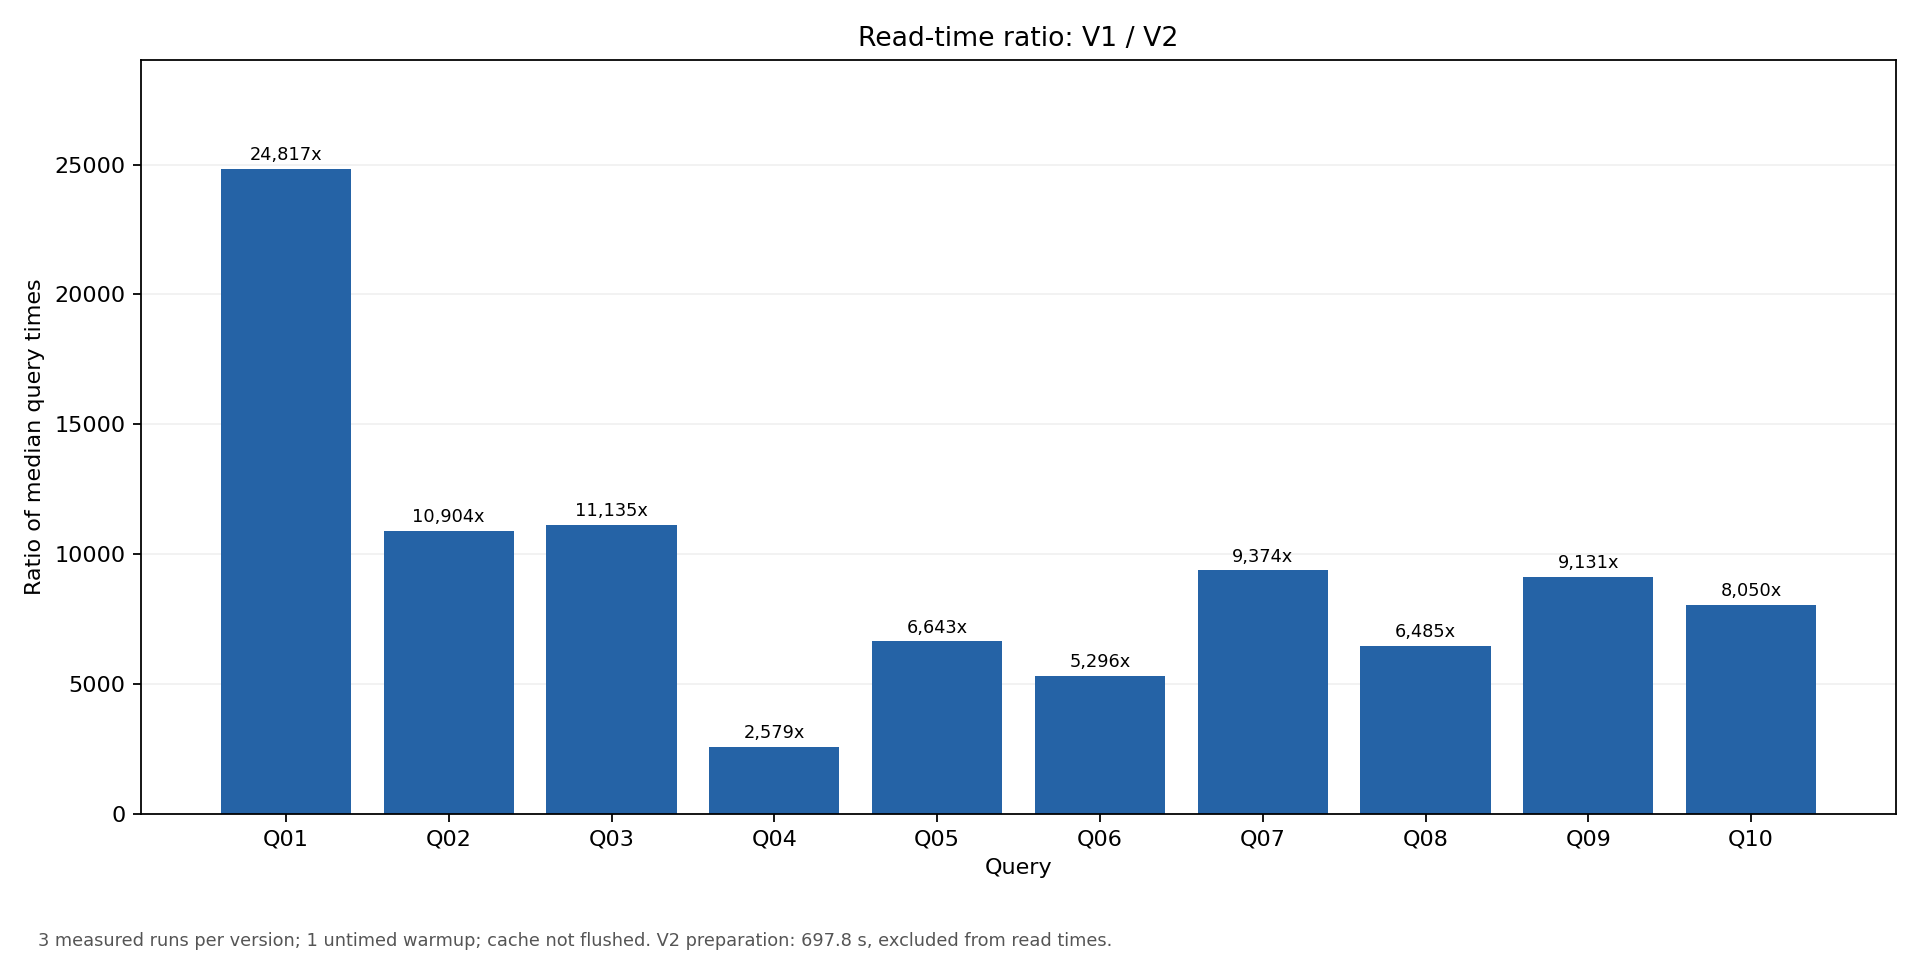 Read-time ratio: V1 / V2
Ratio of median query times
25000
20000
15000
10000
5000
0
24,817x
10,904x
11,135x
2,579x
6,643x
5,296x
9,374x
6,485x
9,131x
8,050x
Q01 Q02 Q03 Q04 Q05 Q06 Q07 Q08 Q09 Q10
Query
3 measured runs per version; 1 untimed warmup; cache not flushed. V2 preparation: 697.8 s, excluded from read times.